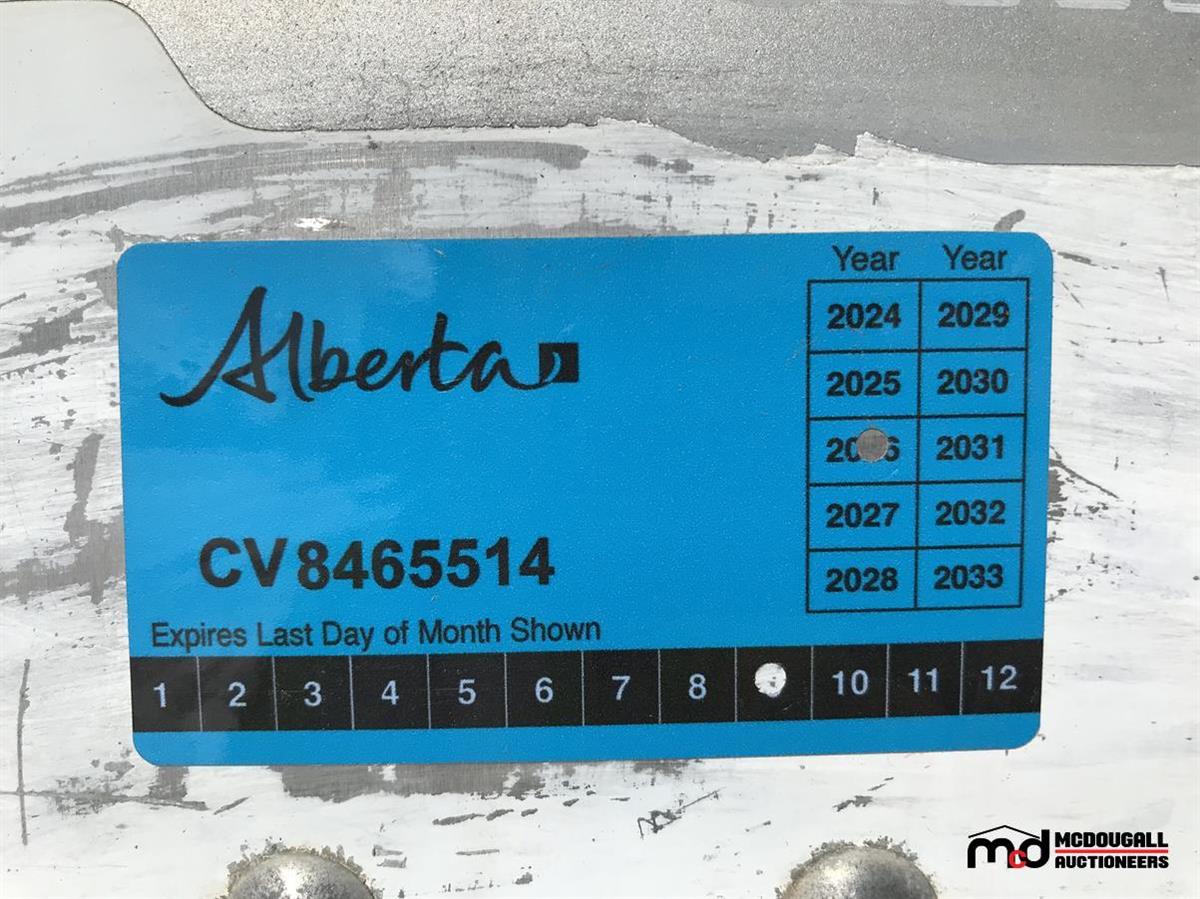 Alberta
Year Year
2024 2029
2025 2030
2031
2027 2032
2028 2033
CV8465514
Expires Last Day of Month Shown
1 2 3 4 5 6 7 8 10 11 12
mcd MCDOUGALL
AUCTIONEERS